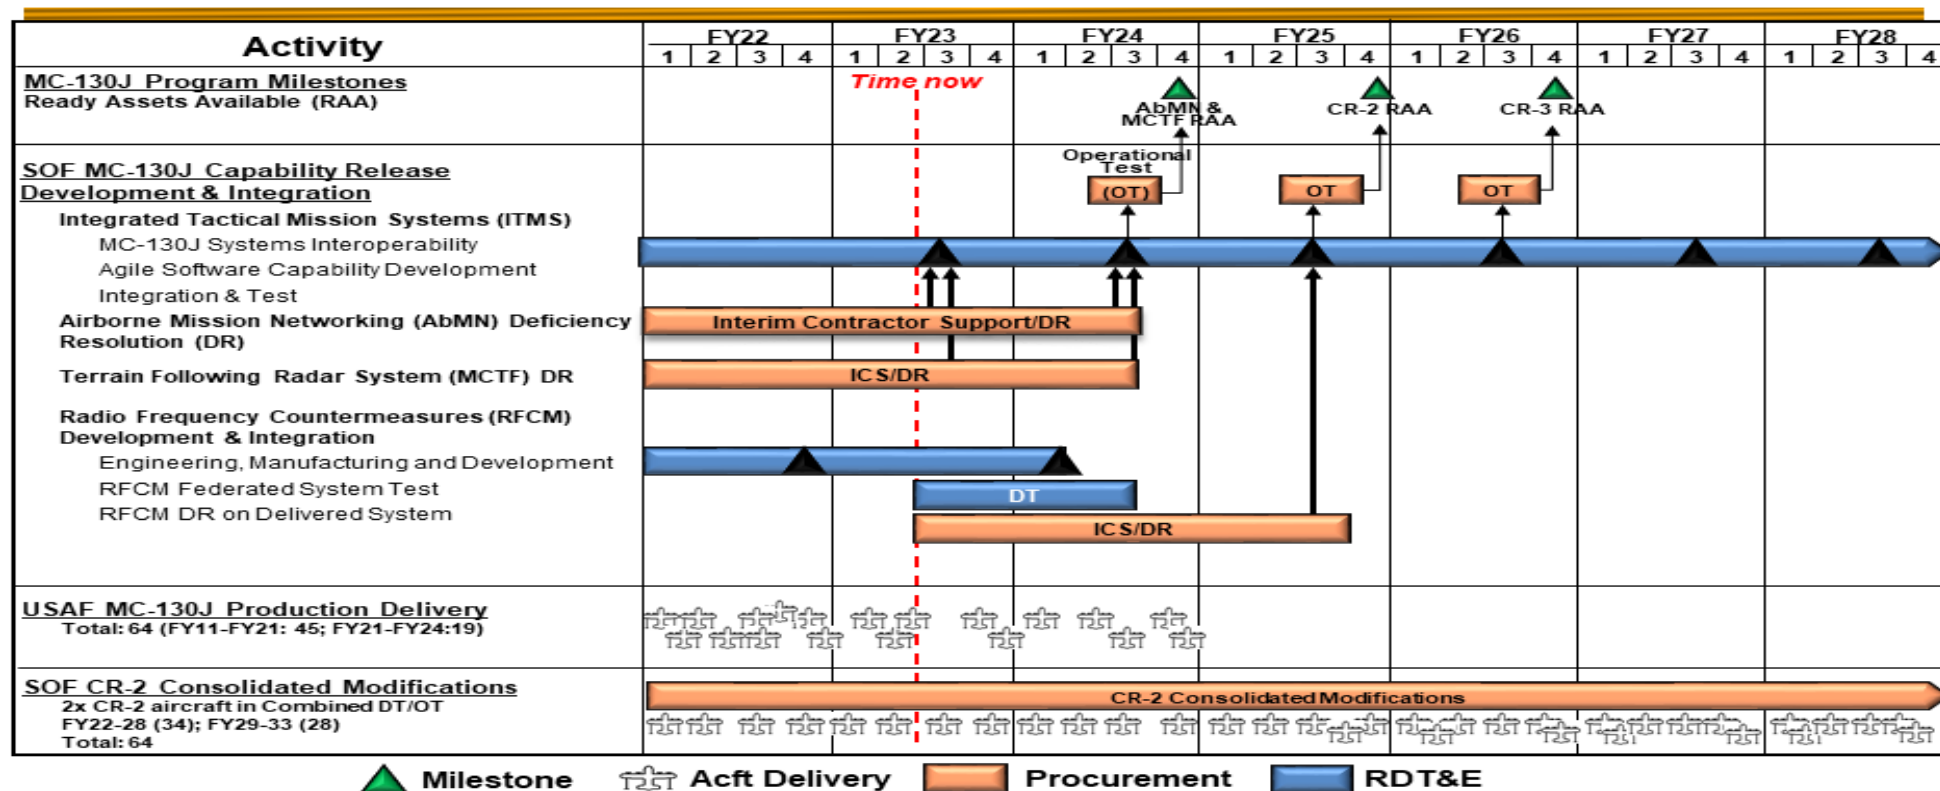 Activity
FY22 FY23 FY24 FY25 FY26 FY27 FY28
1 2 3 4 1 2 3 4 1 2 3 4 1 2 3 4 1 2 3 4 1 2 3 4 1 2 3 4
MC-130J Program Milestones
Ready Assets Available (RAA)
Time now
AbMN &
MCTF RAA
CR-2 RAA
CR-3 RAA
SOF MC-130J Capability Release
Development & Integration
Operational
Test
(OT)
OT
OT
Integrated Tactical Mission Systems (ITMS)
MC-130J Systems Interoperability
Agile Software Capability Development
Integration & Test
Airborne Mission Networking (AbMN) Deficiency
Resolution (DR)
Interim Contractor Support/DR
Terrain Following Radar System (MCTF) DR
ICS/DR
Radio Frequency Countermeasures (RFCM)
Development & Integration
Engineering, Manufacturing and Development
RFCM Federated System Test
DT
RFCM DR on Delivered System
ICS/DR
USAF MC-130J Production Delivery
Total: 64 (FY11-FY21: 45; FY21-FY24:19)
SOF CR-2 Consolidated Modifications
CR-2 Consolidated Modifications
2x CR-2 aircraft in Combined DT/OT
FY22-28 (34); FY29-33 (28)
Total: 64
Milestone
Acft Delivery
Procurement
RDT&E